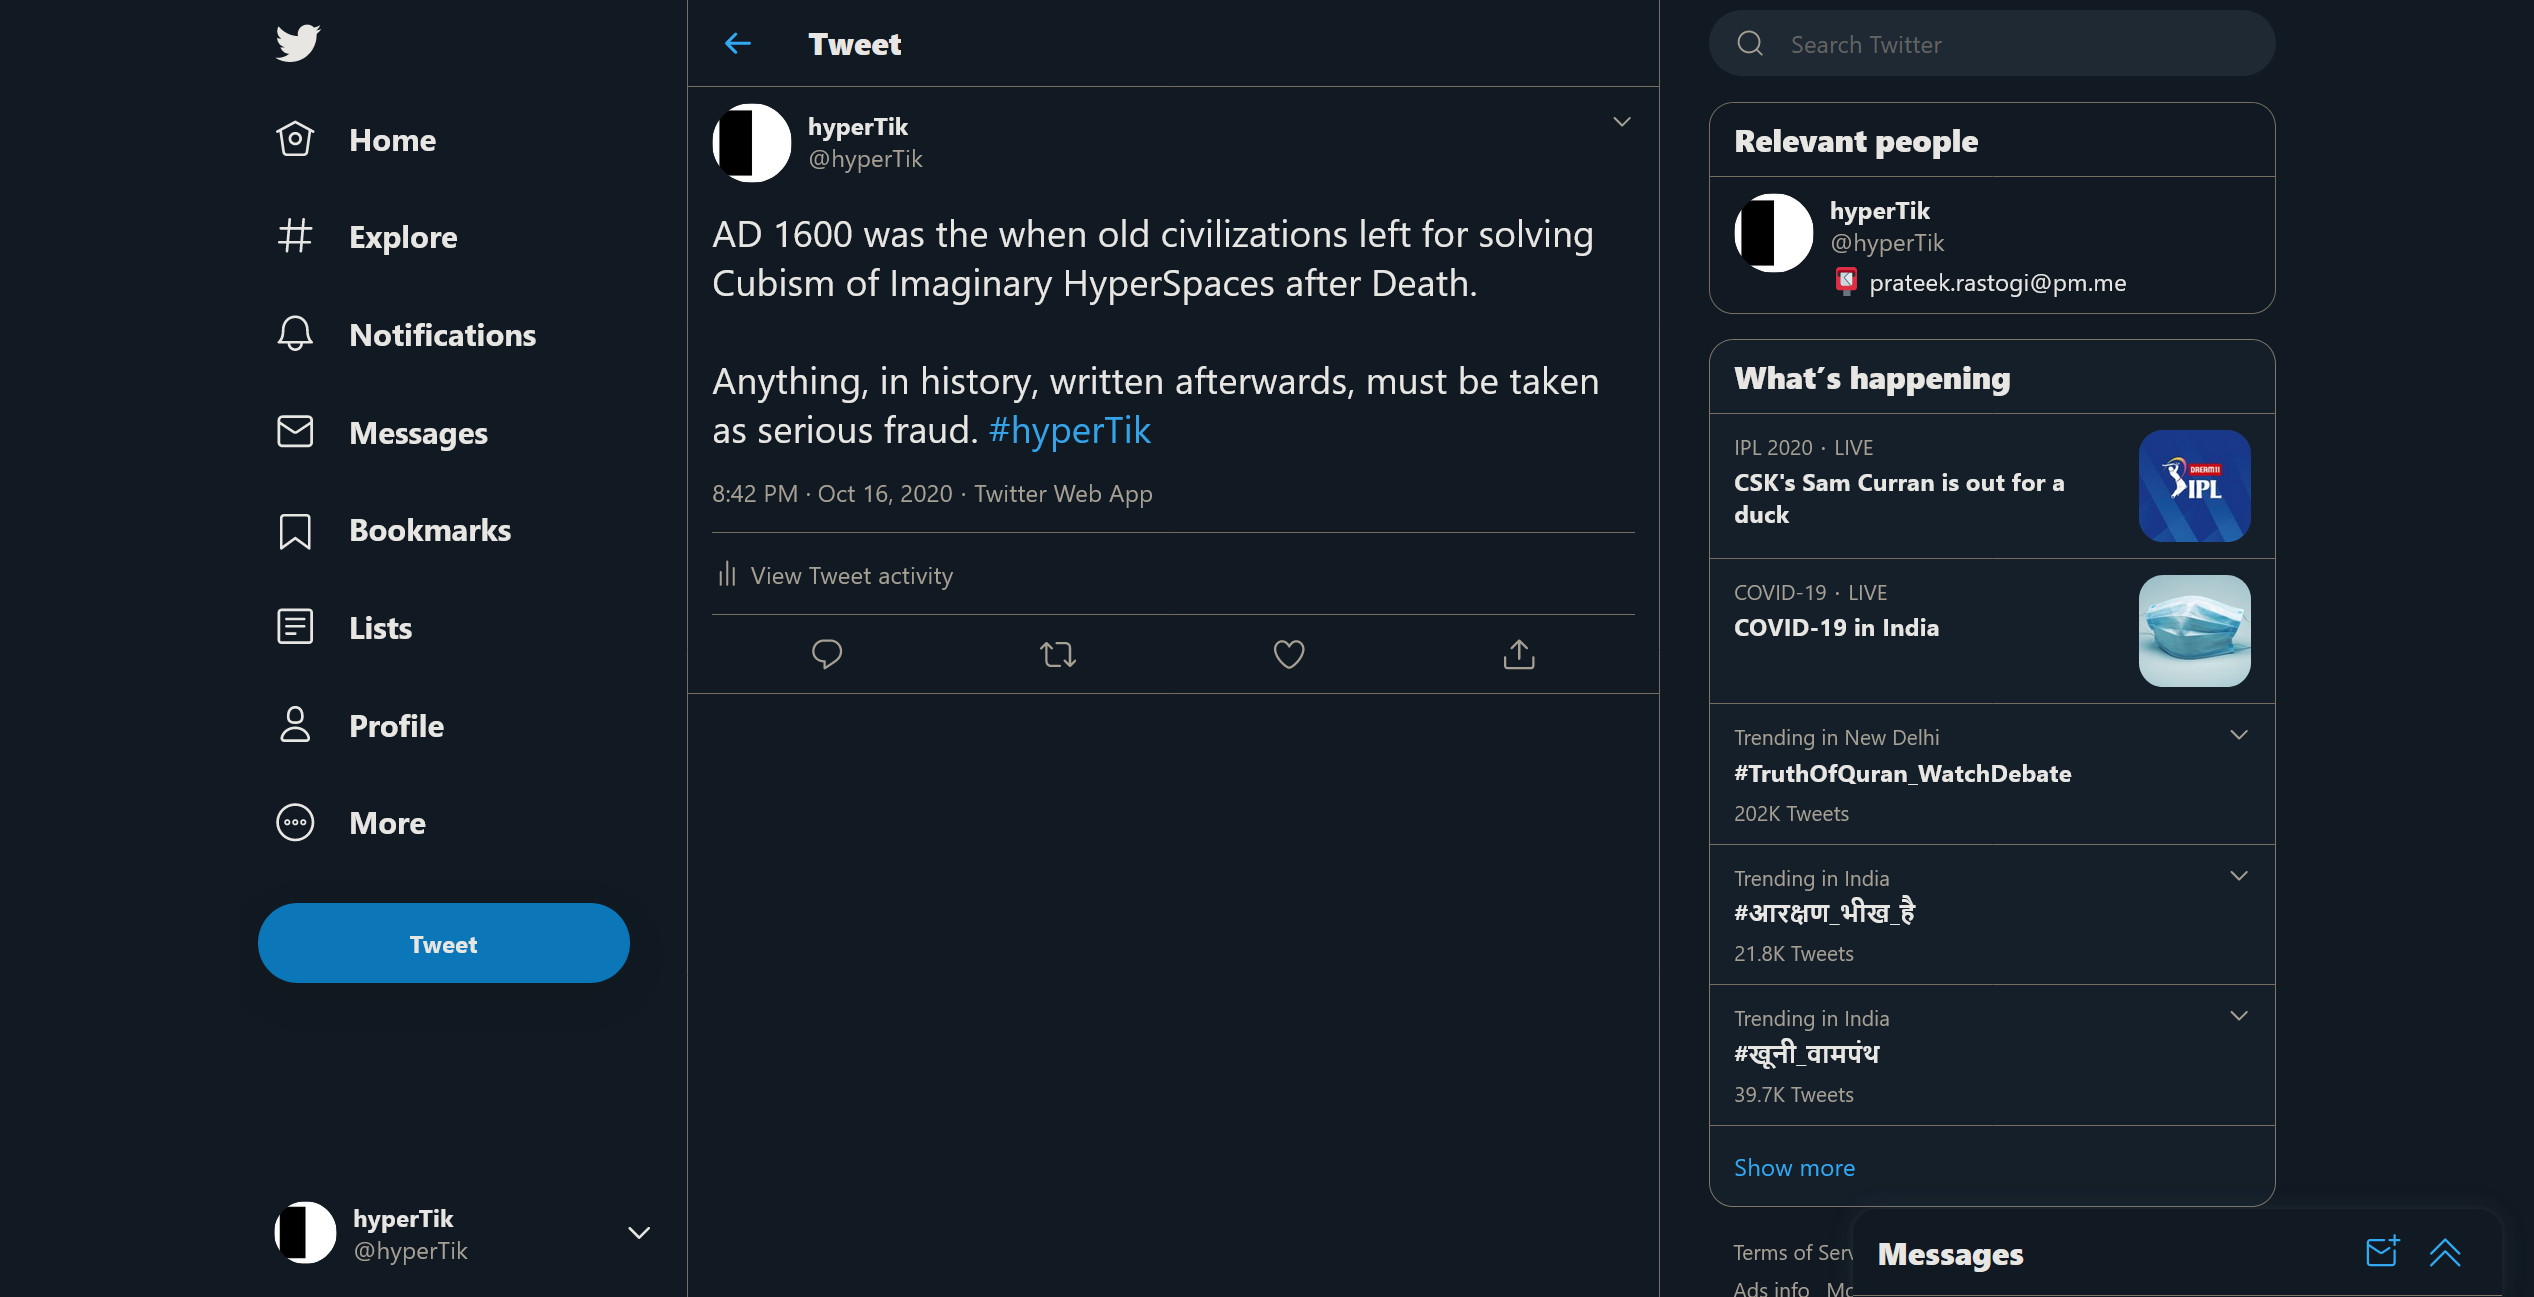 Home
Explore
Notifications
Messages
Bookmarks
Lists
Profile
More
Tweet
hyperTik
@hyperTik
Tweet
hyperTik
@hyperTik
AD 1600 was the when old civilizations left for solving
Cubism of Imaginary HyperSpaces after Death.
Anything, in history, written afterwards, must be taken
as serious fraud. #hyperTik
8:42 PM · Oct 16, 2020 · Twitter Web App
View Tweet activity
Search Twitter
Relevant people
hyperTik
@hyperTik
prateek.rastogi@pm.me
What's happening
IPL 2020 · LIVE
CSK's Sam Curran is out for a
duck
DREAM11
IPL
COVID-19 · LIVE
COVID-19 in India
Trending in New Delhi
#TruthOfQuran_WatchDebate
202K Tweets
Trending in India
#आरक्षण_भीख_है
21.8K Tweets
Trending in India
#खूनी_वामपंथ
39.7K Tweets
Show more
Terms of
Ads info
Messages